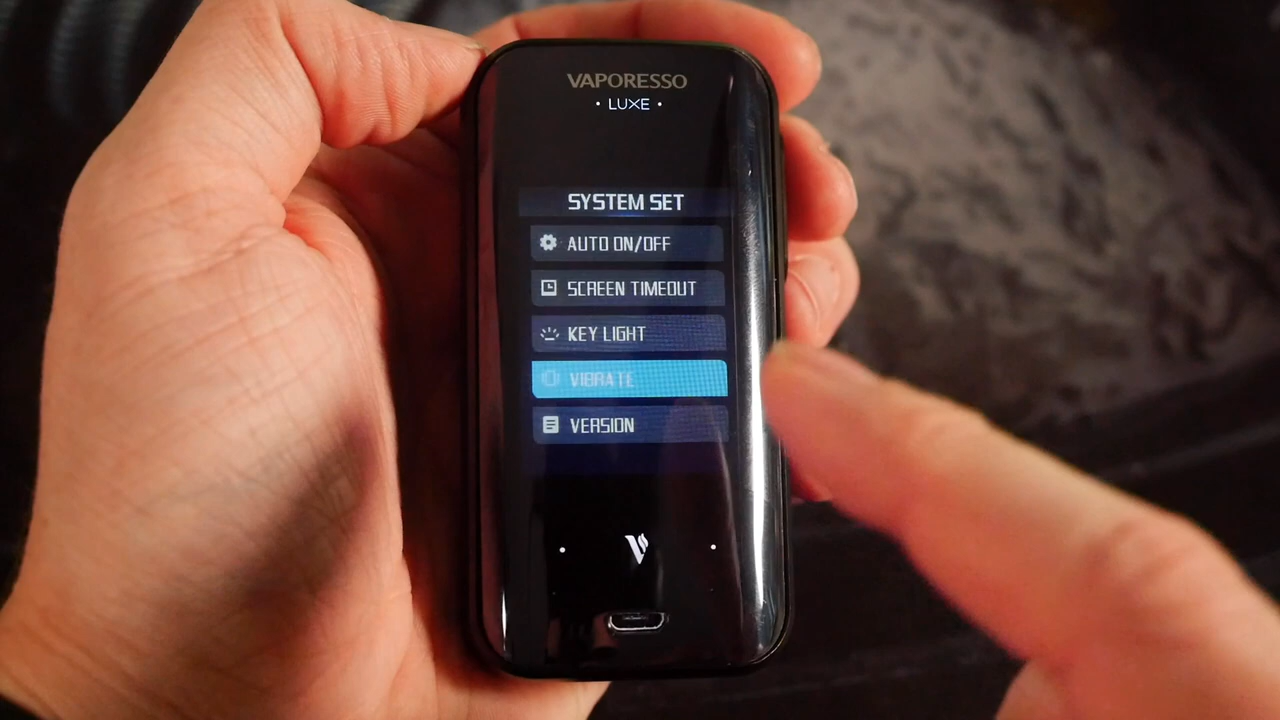 VAPORESSO
• LUXE •
SYSTEM SET
AUTO ON/OFF
SCREEN TIMEOUT
KEY LIGHT
VIBRATE
VERSION